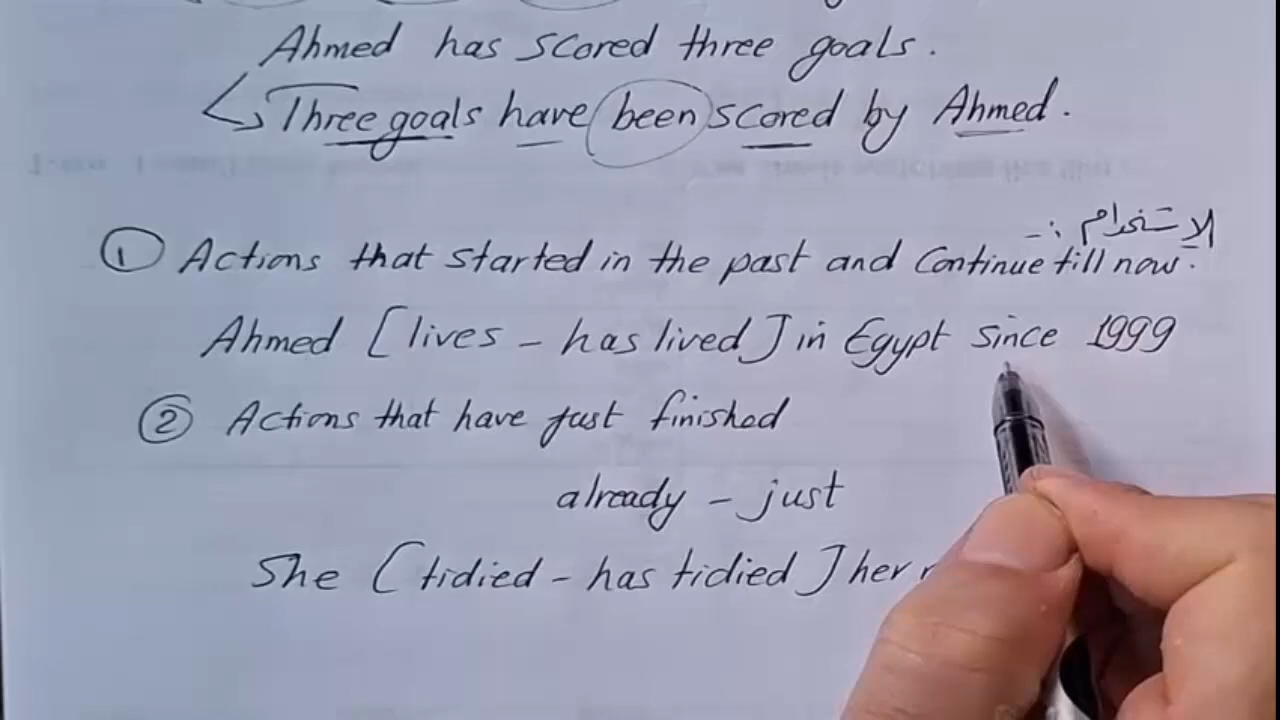 Ahmed has scored three goals.
Three goals have been scored by Ahmed.
الاستخدام :-
① Actions that started in the past and Continue till now.
Ahmed [lives - has lived] in Egypt since 1999
② Actions that have just finished
already - just
She [tidied - has tidied] her